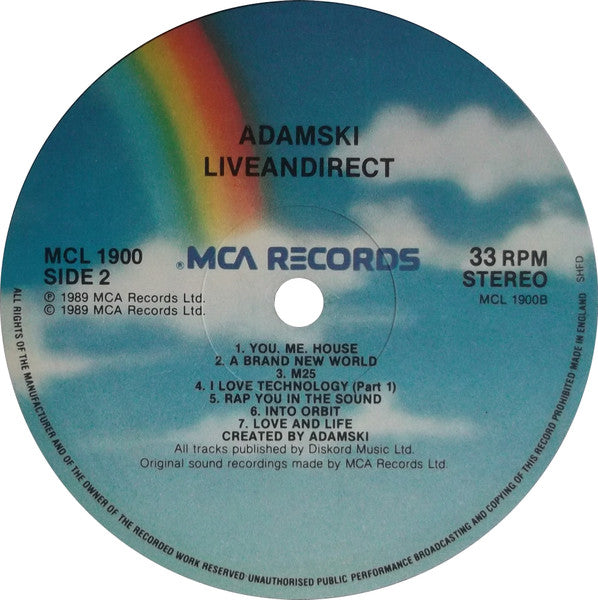 ADAMSKI
LIVEANDIRECT
MCL 1900
SIDE 2
Ⓟ 1989 MCA Records Ltd.
© 1989 MCA Records Ltd.
®MCA RECORDS
33 RPM
STEREO
MCL 1900B
SHFD
1. YOU. ME. HOUSE
2. A BRAND NEW WORLD
3. M25
4. I LOVE TECHNOLOGY (Part 1)
5. RAP YOU IN THE SOUND
6. INTO ORBIT
7. LOVE AND LIFE
CREATED BY ADAMSKI
All tracks published by Diskord Music Ltd.
Original sound recordings made by MCA Records Ltd.
ALL RIGHTS OF THE MANUFACTURER AND OF THE OWNER OF THE RECORDED WORK RESERVED UNAUTHORISED PUBLIC PERFORMANCE BROADCASTING AND COPYING OF THIS RECORD PROHIBITED MADE IN ENGLAND